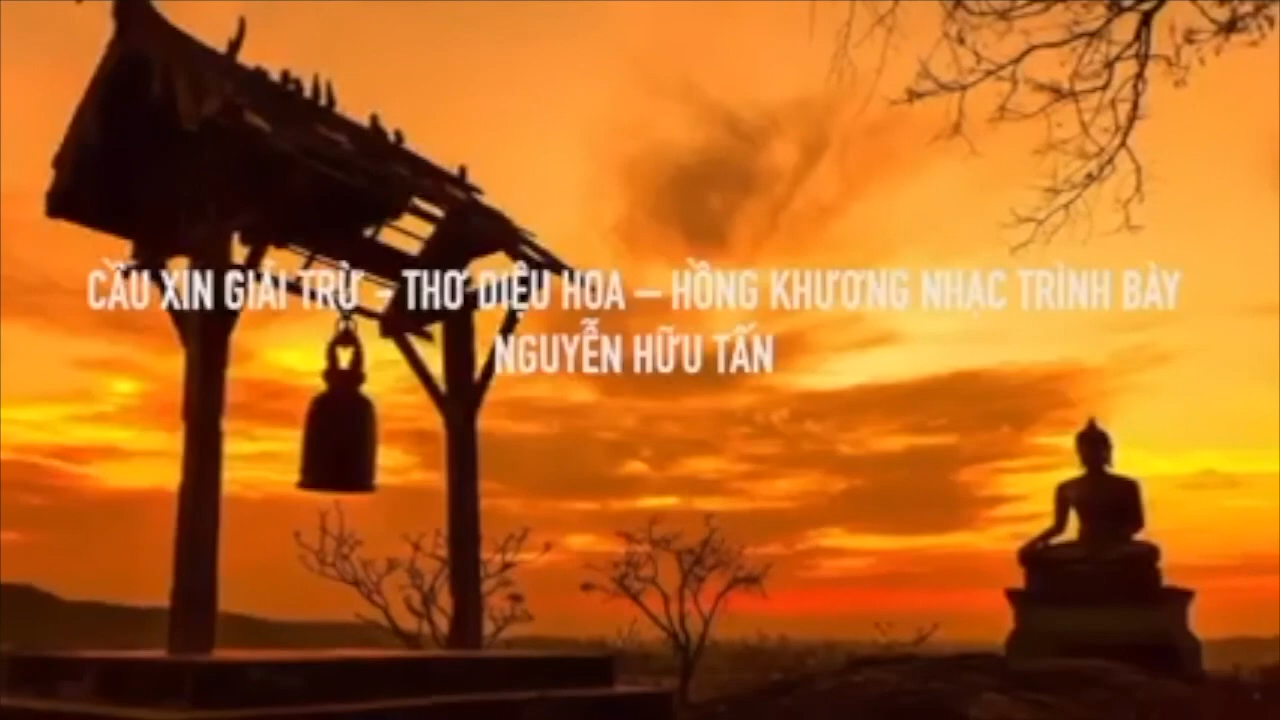 CẦU XIN GIẢI TRỪ - THƠ DIỆU HOA – HỒNG KHƯƠNG NHẠC TRÌNH BÀY
NGUYỄN HỮU TẤN